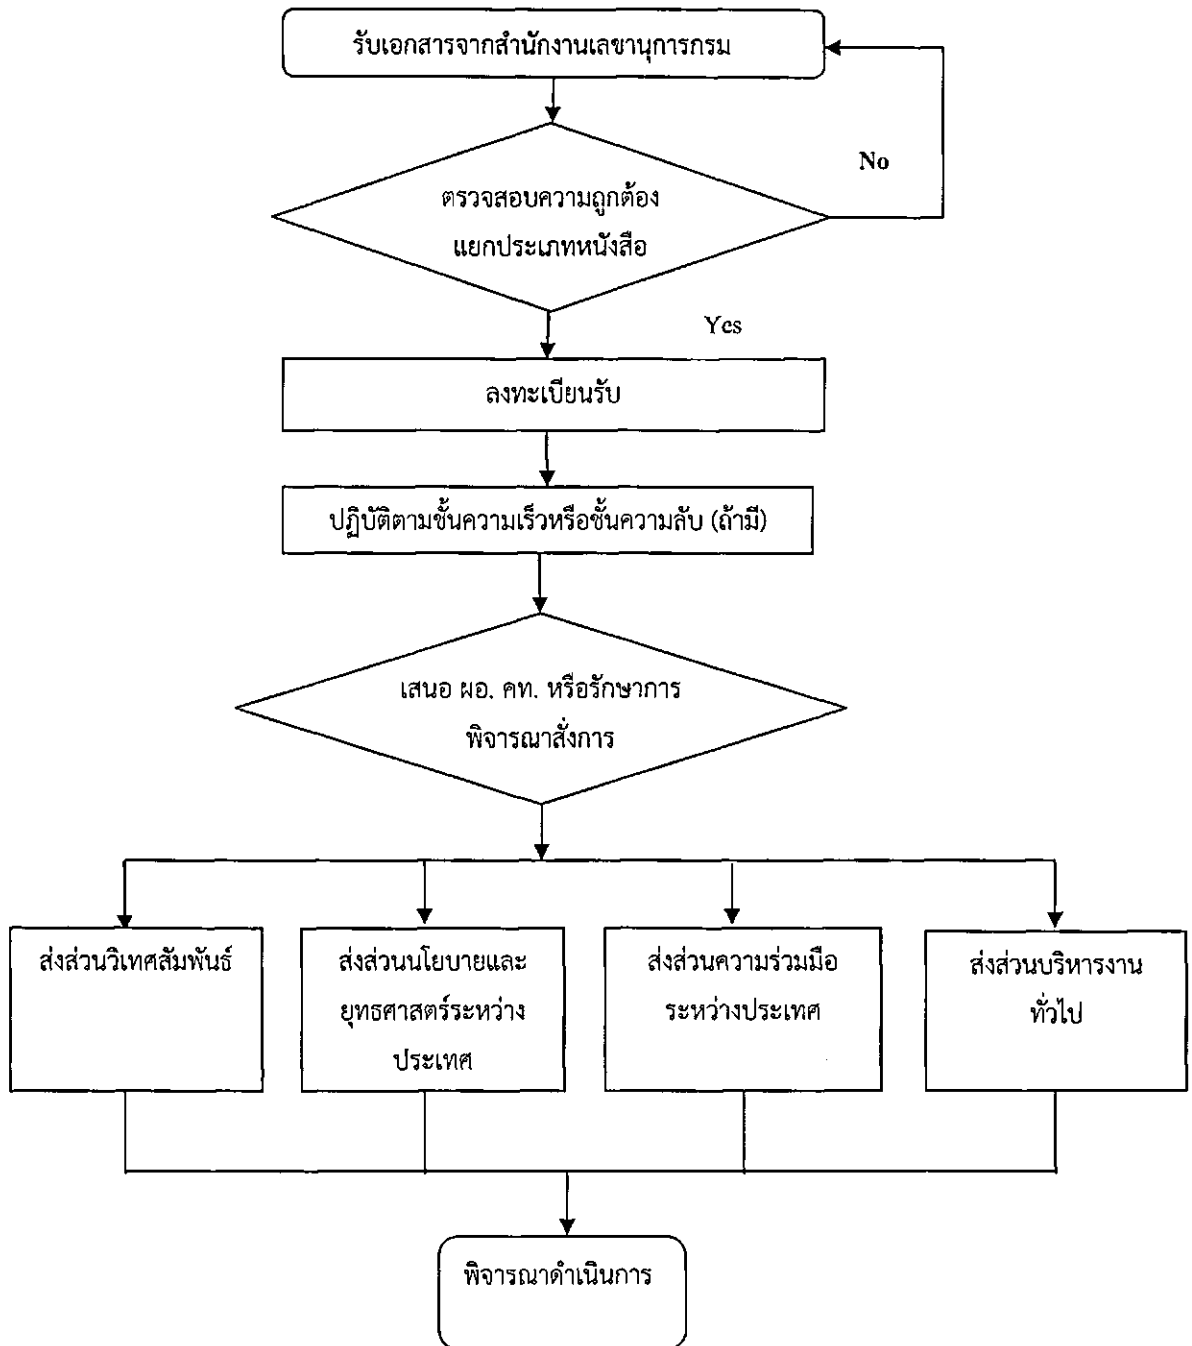 รับเอกสารจากสำนักงานเลขานุการกรม
No
ตรวจสอบความถูกต้อง
แยกประเภทหนังสือ
Yes
ลงทะเบียนรับ
ปฏิบัติตามชั้นความเร็วหรือชั้นความลับ (ถ้ามี)
เสนอ ผอ. คท. หรือรักษาการ
พิจารณาสั่งการ
ส่งส่วนวิเทศสัมพันธ์
ส่งส่วนนโยบายและ
ยุทธศาสตร์ระหว่าง
ประเทศ
ส่งส่วนความร่วมมือ
ระหว่างประเทศ
ส่งส่วนบริหารงาน
ทั่วไป
พิจารณาดำเนินการ